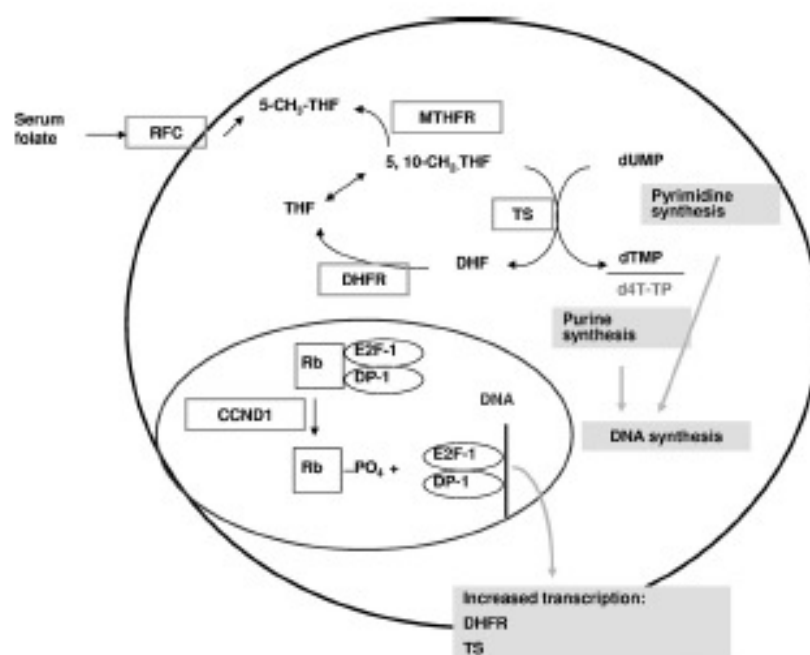 Serum
folate
RFC
5-CH3-THF
MTHFR
5, 10-CH2.THF
dUMP
Pyrimidine
synthesis
THF
TS
DHF
dTMP
DHFR
d4T-TP
Purine
synthesis
Rb
E2F-1
DP-1
CCND1
DNA
DNA synthesis
Rb
PO4 +
E2F-1
DP-1
Increased transcription:
DHFR
TS